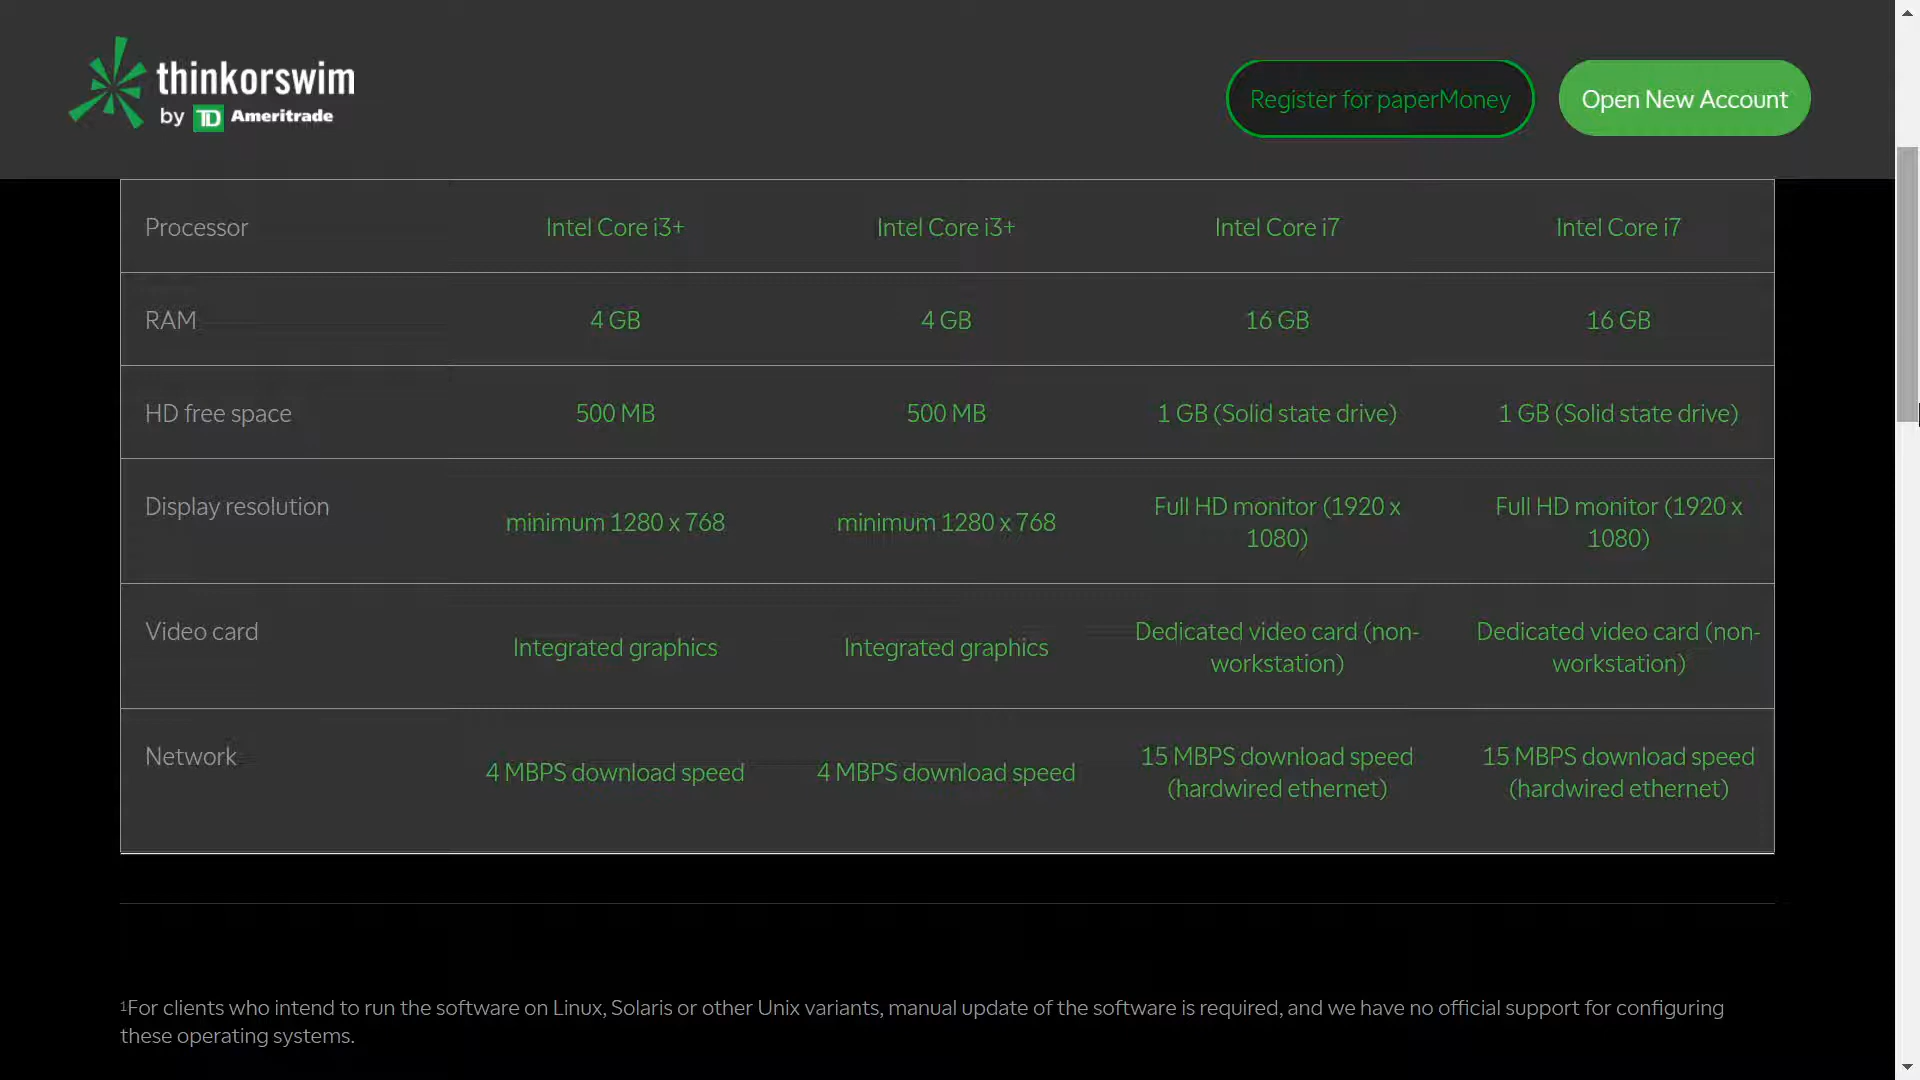 thinkorswim
by TD Ameritrade
Register for paperMoney
Open New Account
Processor Intel Core i3+ Intel Core i3+ Intel Core i7 Intel Core i7
RAM 4 GB 4 GB 16 GB 16 GB
HD free space 500 MB 500 MB 1 GB (Solid state drive) 1 GB (Solid state drive)
Display resolution minimum 1280 x 768 minimum 1280 x 768 Full HD monitor (1920 x Full HD monitor (1920 x
1080) 1080)
Video card Integrated graphics Integrated graphics Dedicated video card (non- Dedicated video card (non-
workstation) workstation)
Network 4 MBPS download speed 4 MBPS download speed 15 MBPS download speed 15 MBPS download speed
(hardwired ethernet) (hardwired ethernet)
¹For clients who intend to run the software on Linux, Solaris or other Unix variants, manual update of the software is required, and we have no official support for configuring
these operating systems.